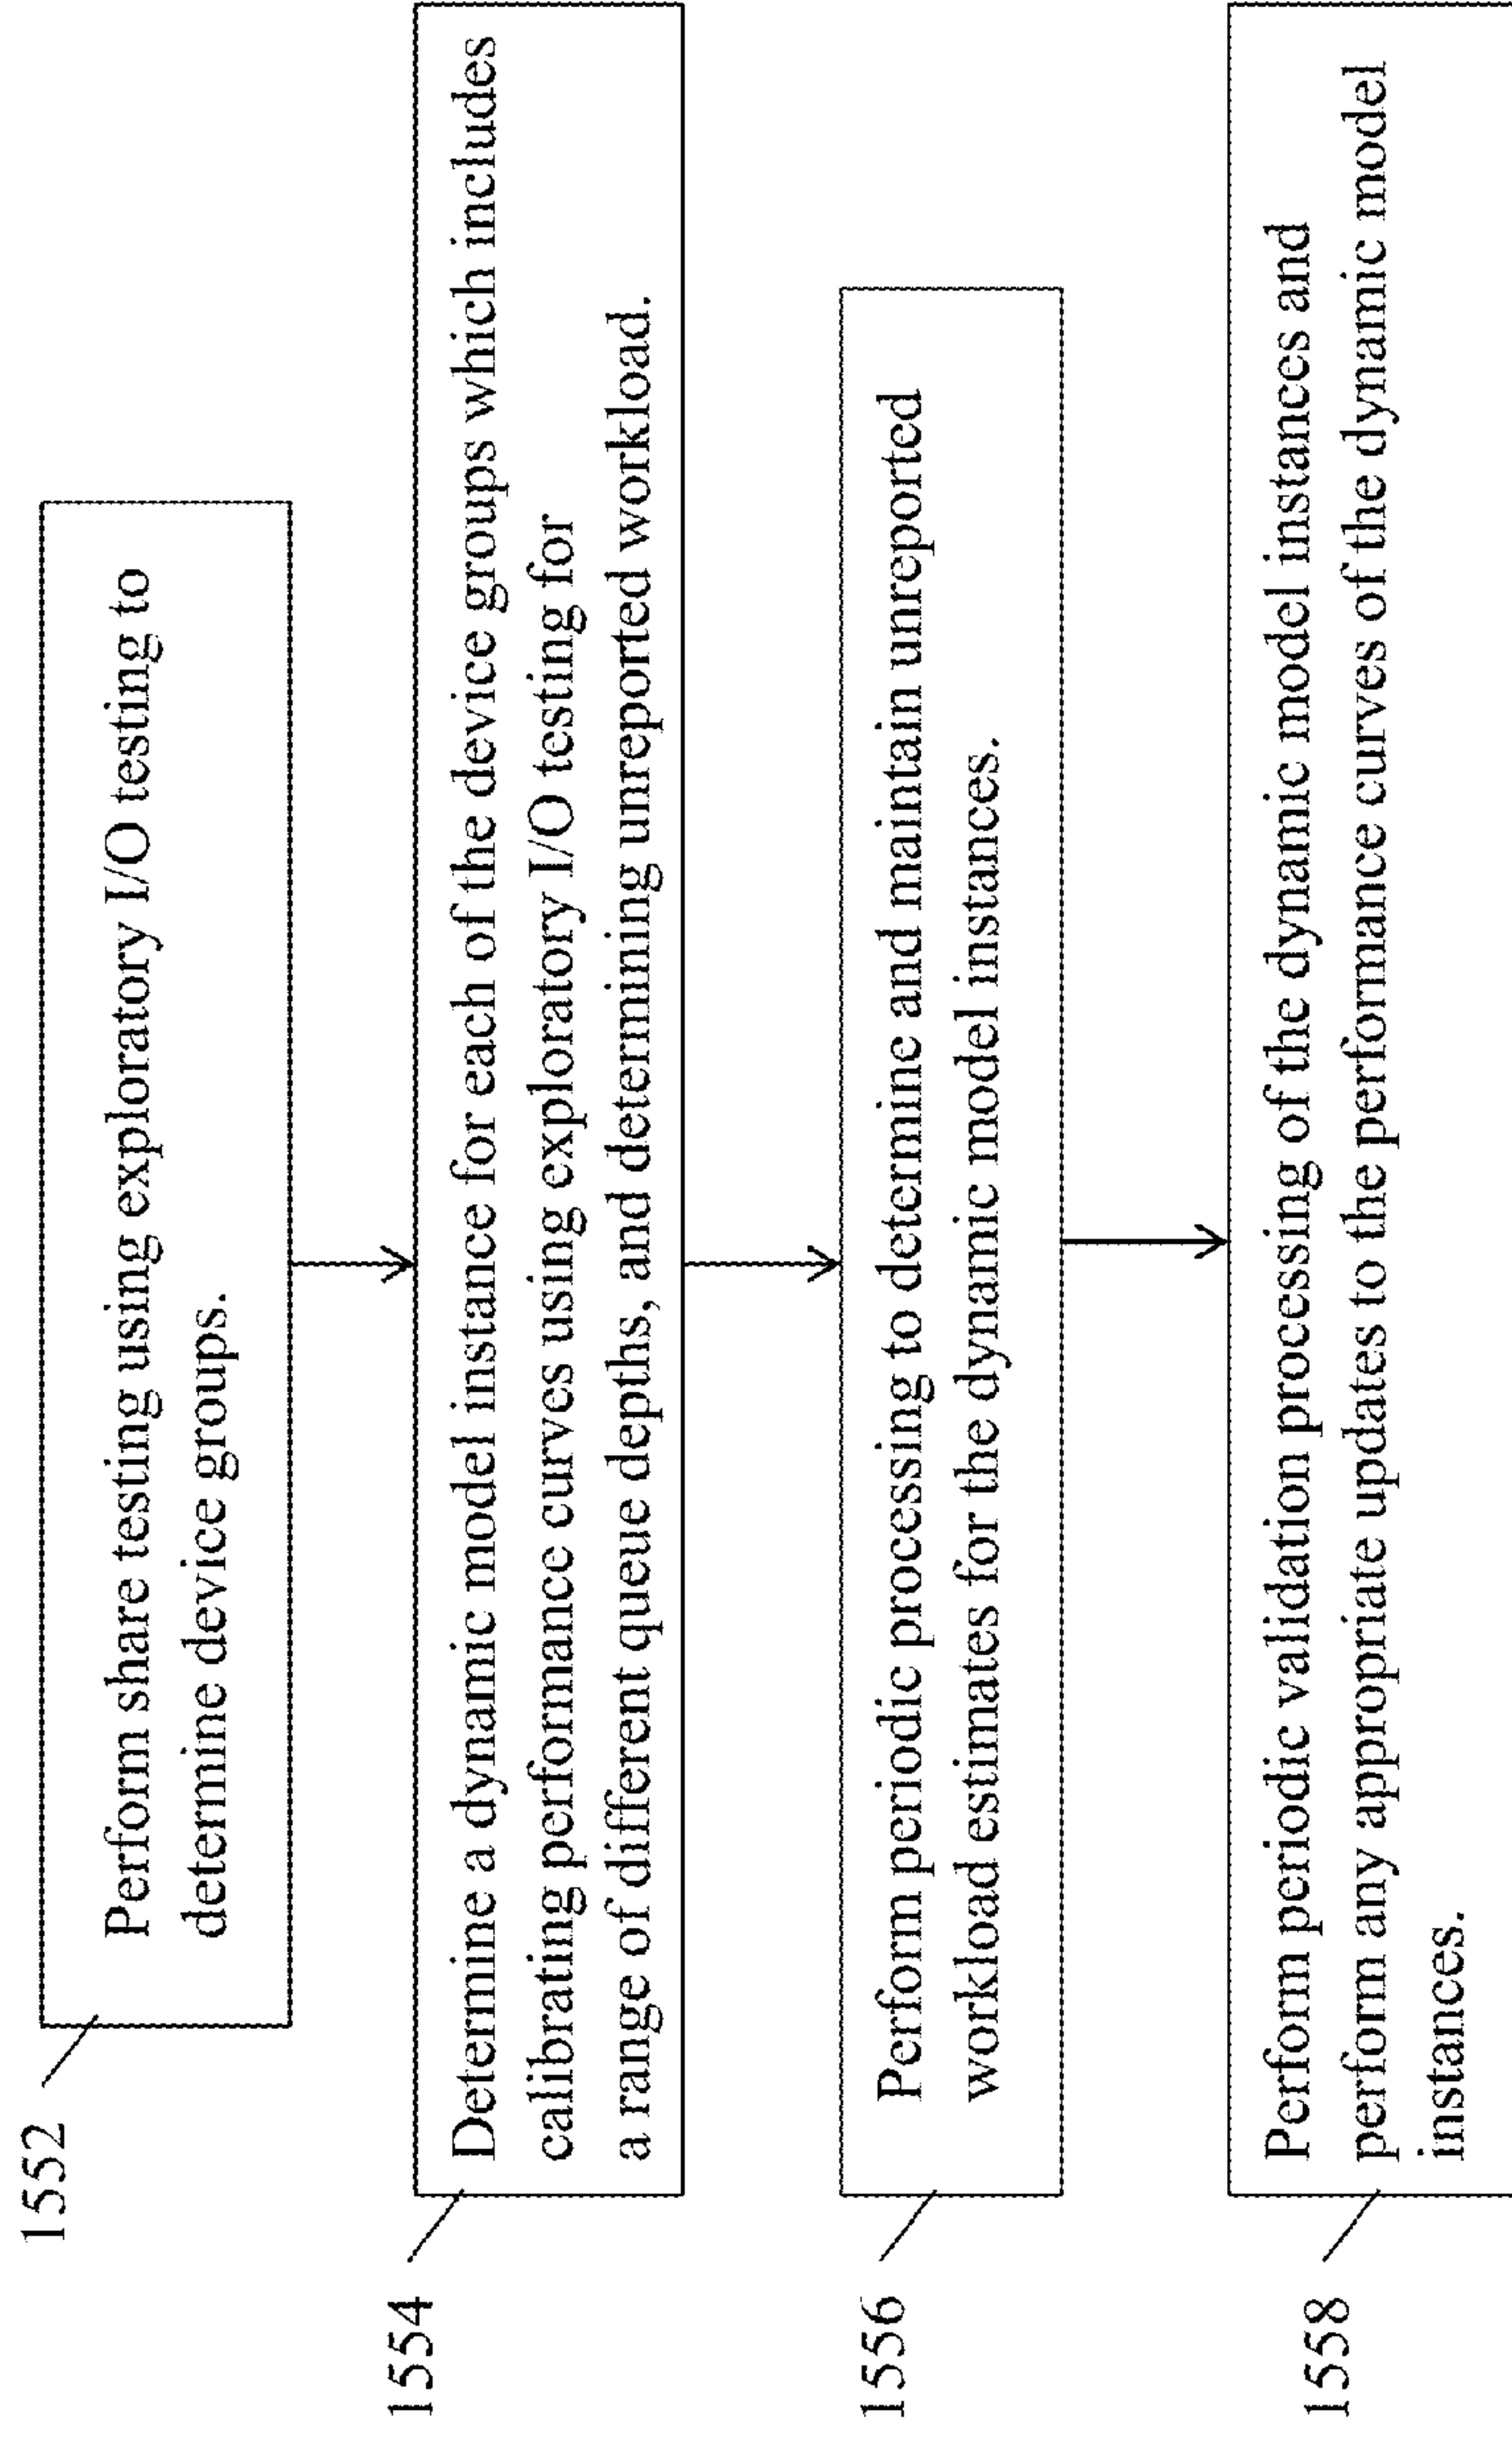 1552
Perform share testing using exploratory I/O testing to
determine device groups.
1554
Determine a dynamic model instance for each of the device groups which includes
calibrating performance curves using exploratory I/O testing for
a range of different queue depths, and determining unreported workload.
1556
Perform periodic processing to determine and maintain unreported
workload estimates for the dynamic model instances.
1558
Perform periodic validation processing of the dynamic model instances and
perform any appropriate updates to the performance curves of the dynamic model
instances.